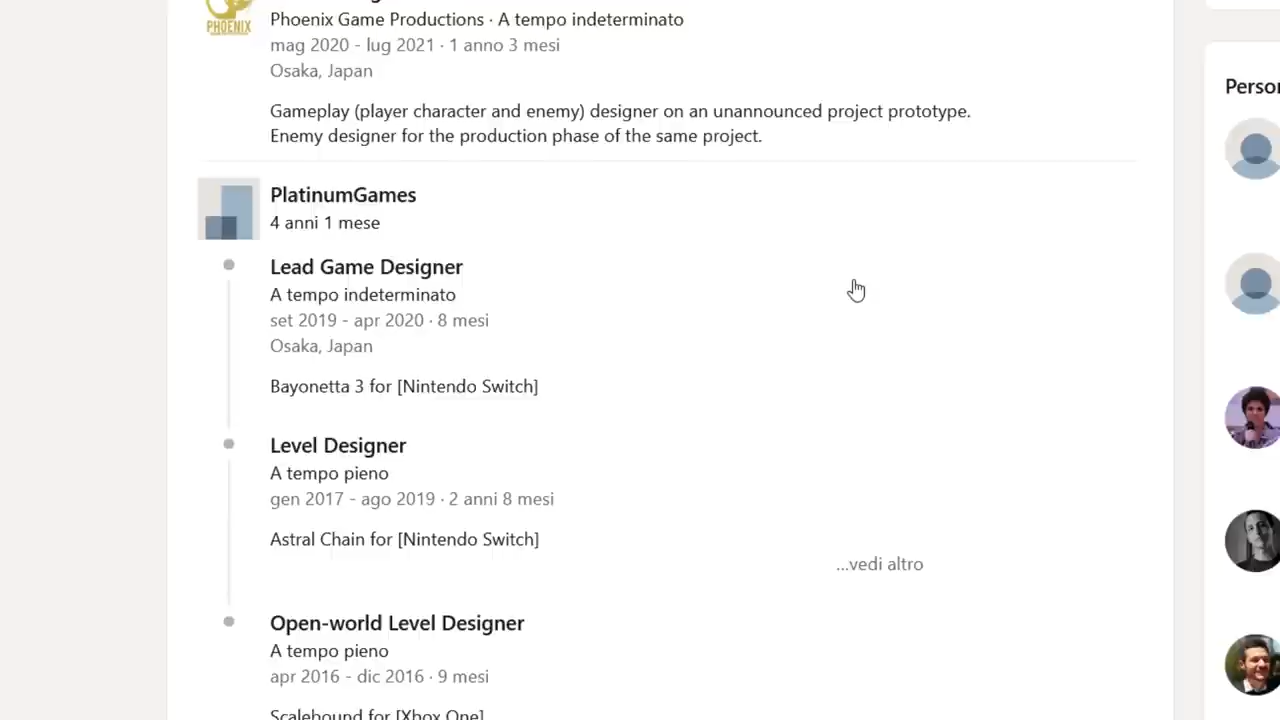 PHOENIX
Phoenix Game Productions · A tempo indeterminato
mag 2020 - lug 2021 · 1 anno 3 mesi
Osaka, Japan
Gameplay (player character and enemy) designer on an unannounced project prototype.
Enemy designer for the production phase of the same project.
PlatinumGames
4 anni 1 mese
Lead Game Designer
A tempo indeterminato
set 2019 - apr 2020 · 8 mesi
Osaka, Japan
Bayonetta 3 for [Nintendo Switch]
Level Designer
A tempo pieno
gen 2017 - ago 2019 · 2 anni 8 mesi
Astral Chain for [Nintendo Switch]
...vedi altro
Open-world Level Designer
A tempo pieno
apr 2016 - dic 2016 · 9 mesi
Scalebound for [Xbox One]